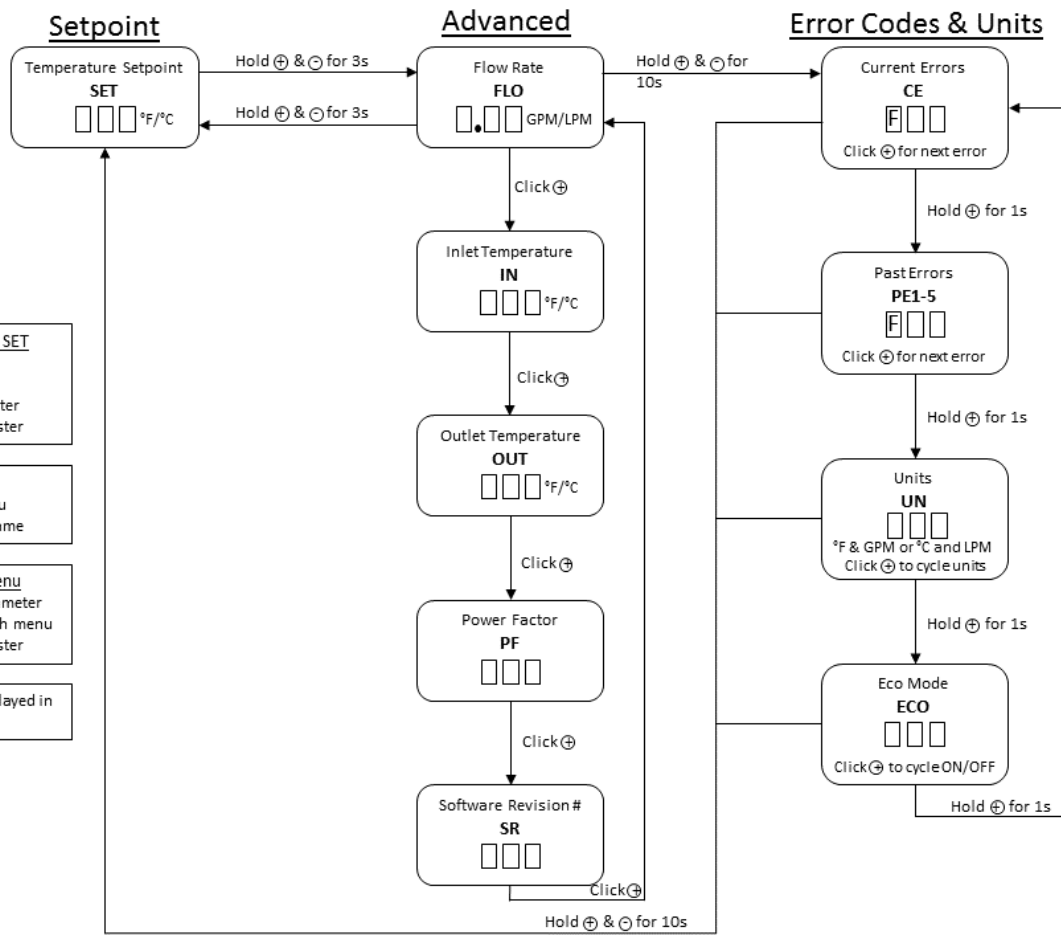 Setpoint
Temperature Setpoint
SET
°F/°C
Hold ⊕ & ⊖ for 3s
Hold ⊕ & ⊖ for 3s
Advanced
Flow Rate
FLO
. GPM/LPM
Click ⊕
Inlet Temperature
IN
°F/°C
Click ⊕
Outlet Temperature
OUT
°F/°C
Click ⊕
Power Factor
PF
Click ⊕
Software Revision #
SR
Click ⊕
Hold ⊕ & ⊖ for
10s
Error Codes & Units
Current Errors
CE
F
Click ⊕ for next error
Hold ⊕ for 1s
Past Errors
PE1-5
F
Click ⊕ for next error
Hold ⊕ for 1s
Units
UN
°F & GPM or °C and LPM
Click ⊕ to cycle units
Hold ⊕ for 1s
Eco Mode
ECO
Click ⊕ to cycle ON/OFF
Hold ⊕ for 1s
Hold ⊕ & ⊖ for 10s
SET
ter
ster
u
ame
enu
meter
h menu
ster
layed in